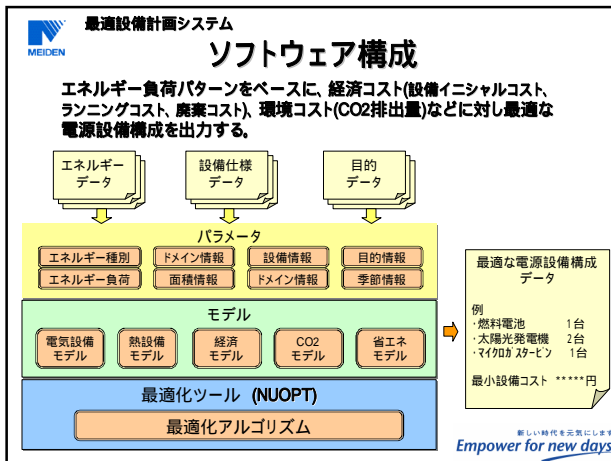 最適設備計画システム
MEIDEN
ソフトウェア構成
エネルギー負荷パターンをベースに、経済コスト(設備イニシャルコスト、
ランニングコスト、廃棄コスト)、環境コスト(CO2排出量)などに対し最適な
電源設備構成を出力する。
エネルギー
データ
設備仕様
データ
目的
データ
パラメータ
エネルギー種別
ドメイン情報
設備情報
目的情報
エネルギー負荷
面積情報
ドメイン情報
季節情報
モデル
電気設備
モデル
熱設備
モデル
経済
モデル
CO2
モデル
省エネ
モデル
最適化ツール (NUOPT)
最適化アルゴリズム
最適な電源設備構成
データ
例
・燃料電池 1台
・太陽光発電機 2台
・マイクロガスタービン 1台
最小設備コスト *****円
新しい時代を元気にします
Empower for new days